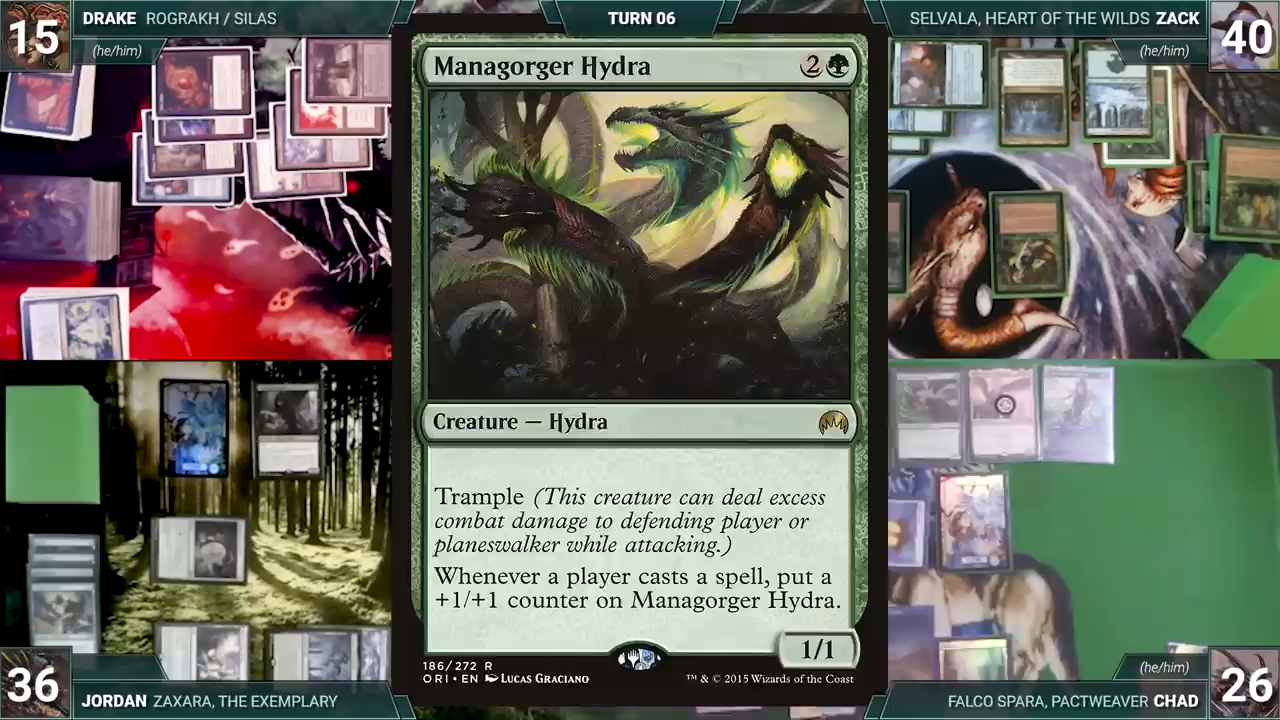 15
DRAKE ROGRAKH / SILAS
(he/him)
TURN 06
SELVALA, HEART OF THE WILDS ZACK
(he/him)
40
Managorger Hydra
2
Creature — Hydra
Trample (This creature can deal excess
combat damage to defending player or
planeswalker while attacking.)
Whenever a player casts a spell, put a
+1/+1 counter on Managorger Hydra.
1/1
186/272 R
ORI • EN Lucas Graciano
™ & © 2015 Wizards of the Coast
36
JORDAN ZAXARA, THE EXEMPLARY
(he/him)
FALCO SPARA, PACTWEAVER CHAD
26